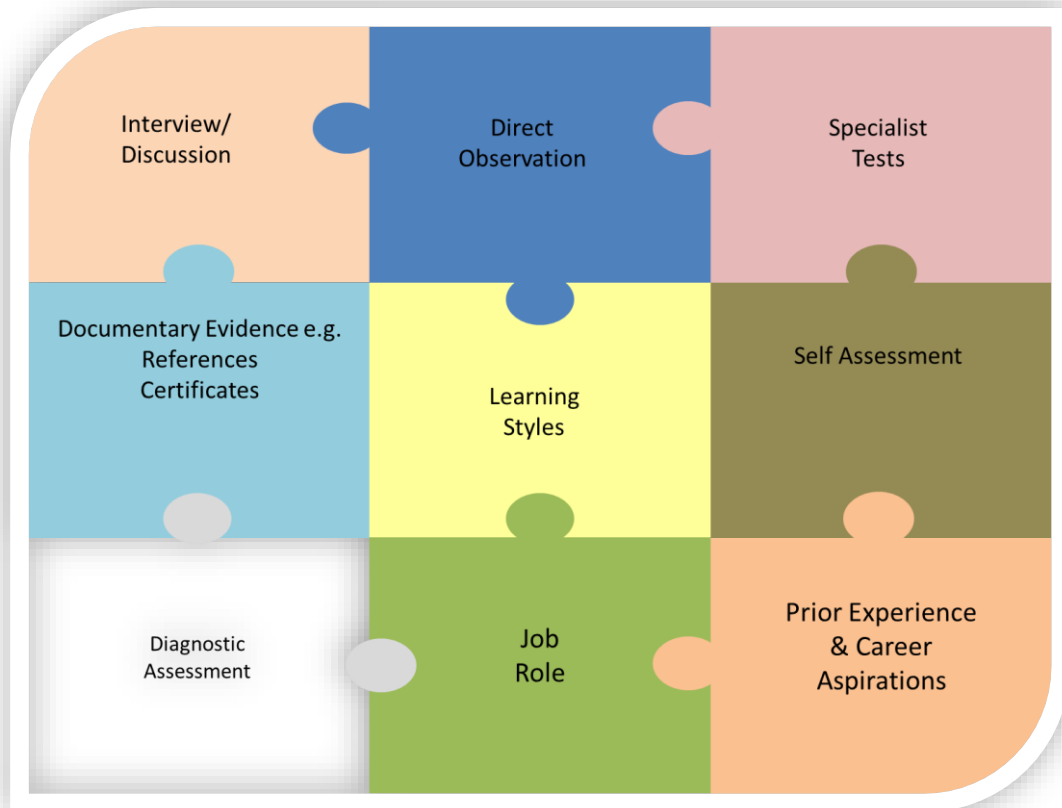 Interview/
Discussion
Direct
Observation
Specialist
Tests
Documentary Evidence e.g.
References
Certificates
Learning
Styles
Self Assessment
Diagnostic
Assessment
Job
Role
Prior Experience
& Career
Aspirations